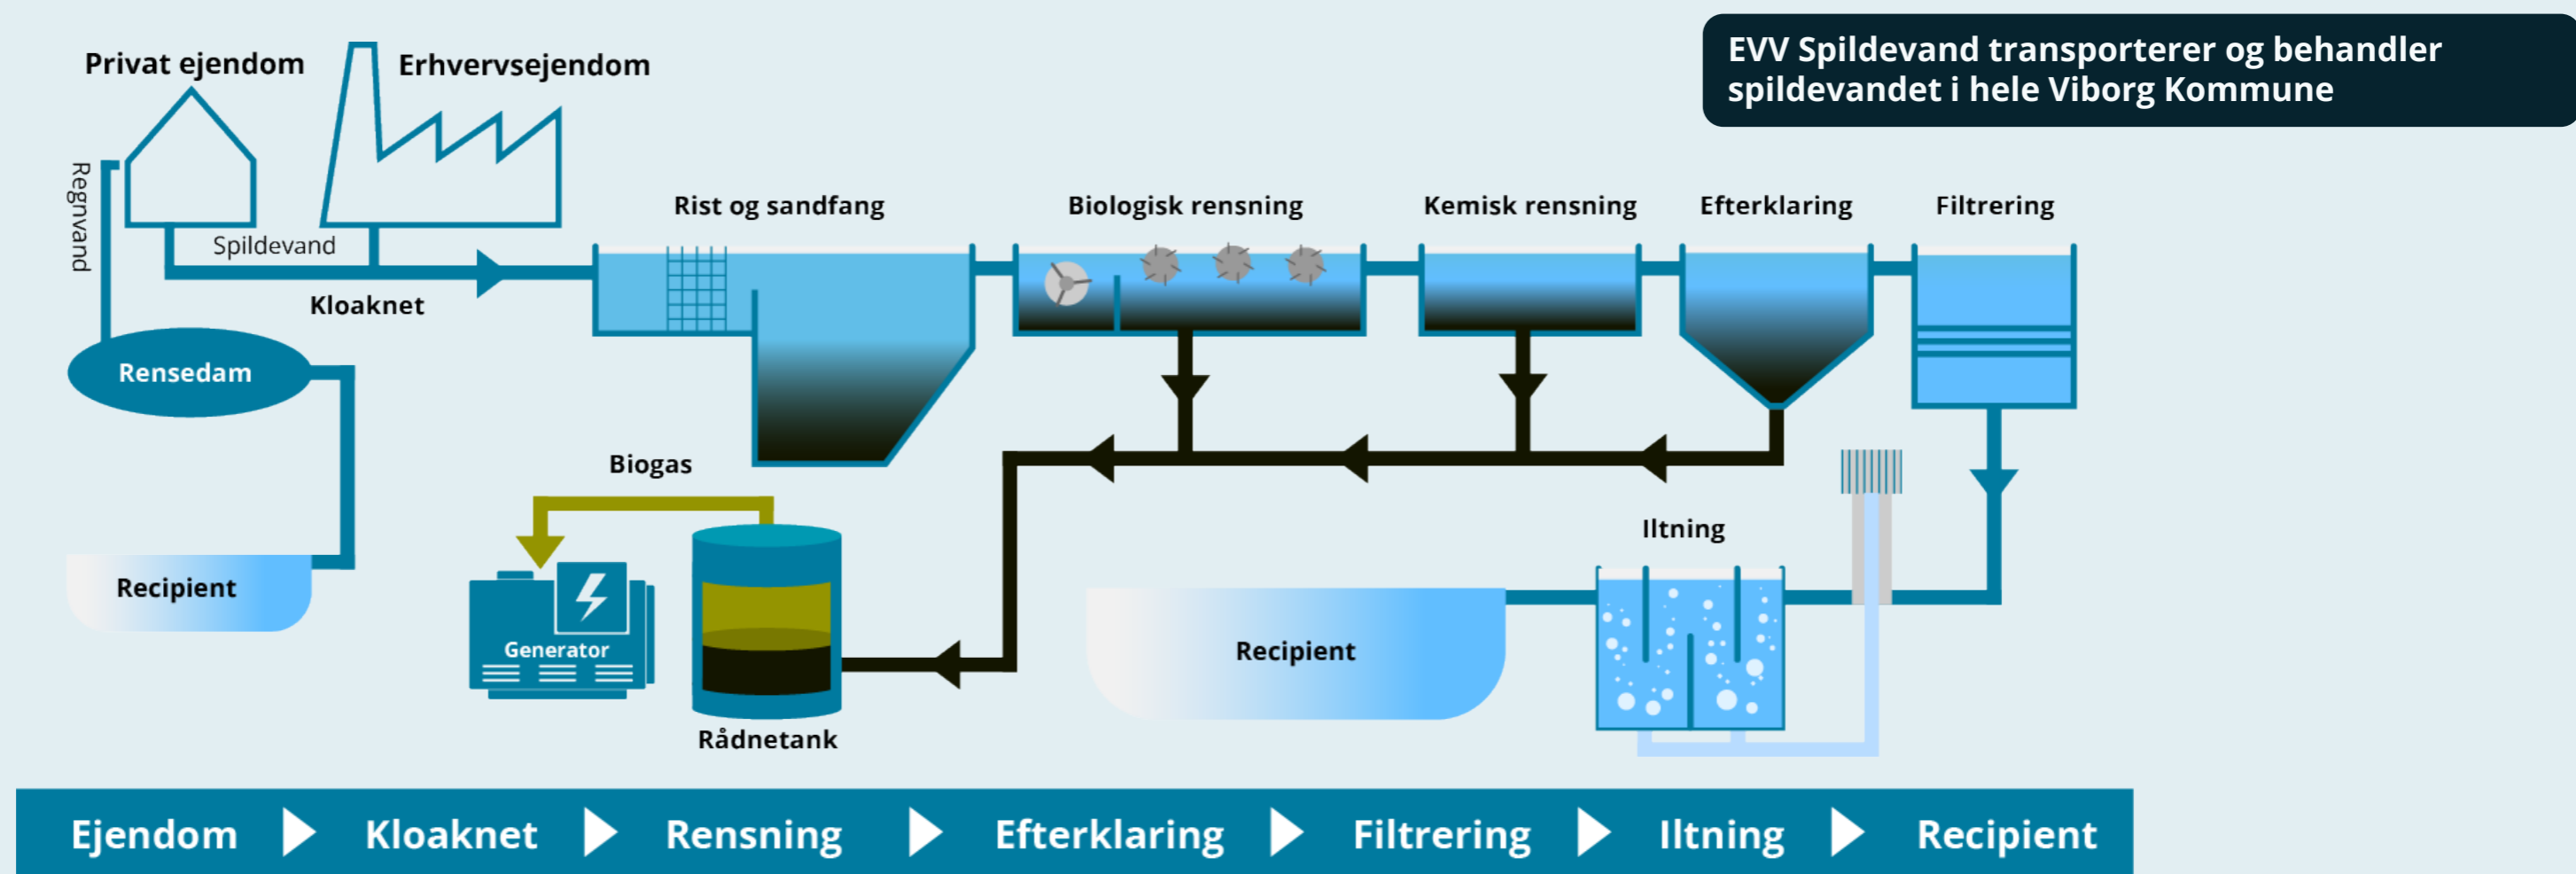 EVV Spildevand transporterer og behandler
spildevandet i hele Viborg Kommune
Privat ejendom
Erhvervsejendom
Regnvand
Spildevand
Kloaknet
Rensedam
Recipient
Rist og sandfang
Biologisk rensning
Kemisk rensning
Efterklaring
Filtrering
Biogas
Generator
Rådnetank
Iltning
Recipient
Ejendom
Kloaknet
Rensning
Efterklaring
Filtrering
Iltning
Recipient